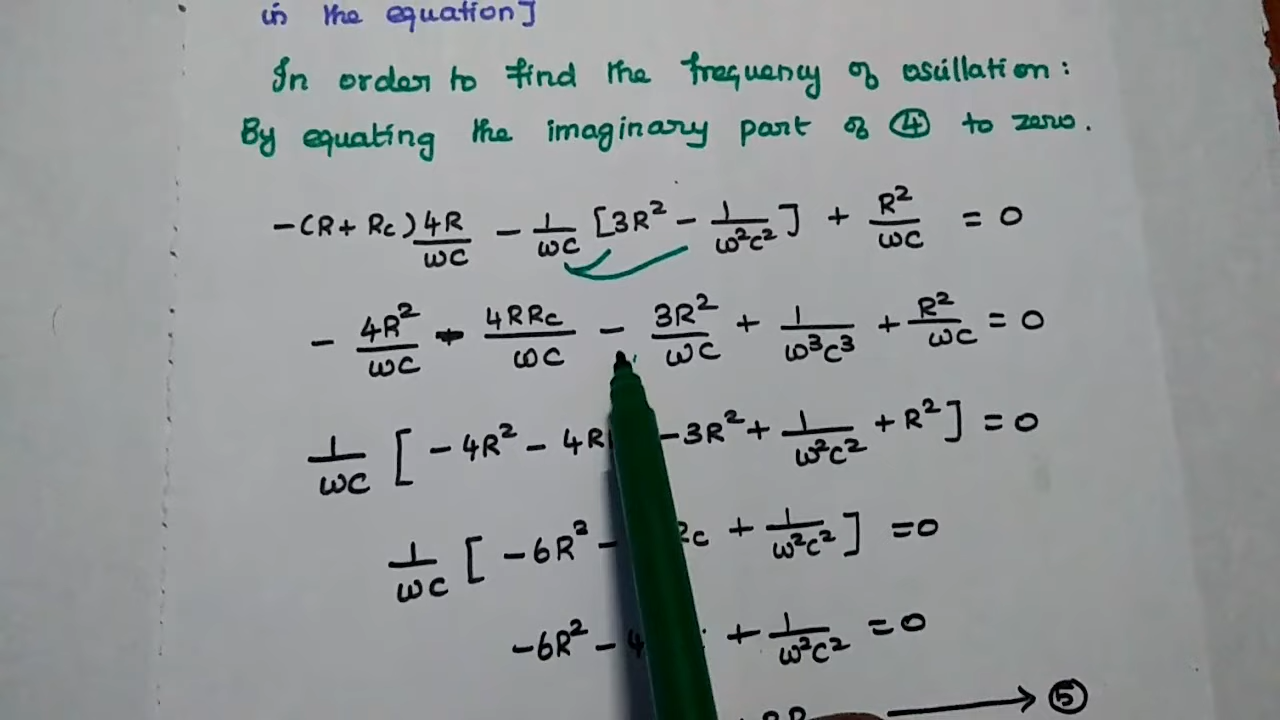 in the equation]
In order to find the frequency of oscillation:
By equating the imaginary part of ④ to zero.
-(R+Rc) 4R/ωC - 1/ωC [3R² - 1/ω²C²] + R²/ωC = 0
- 4R²/ωC - 4RRc/ωC - 3R²/ωC + 1/ω³C³ + R²/ωC = 0
1/ωC [-4R² - 4R -3R² + 1/ω²C² + R²] = 0
1/ωC [-6R² - Rc + 1/ω²C²] =0
-6R² - 4 + 1/ω²C² =0
⟶ ⑤